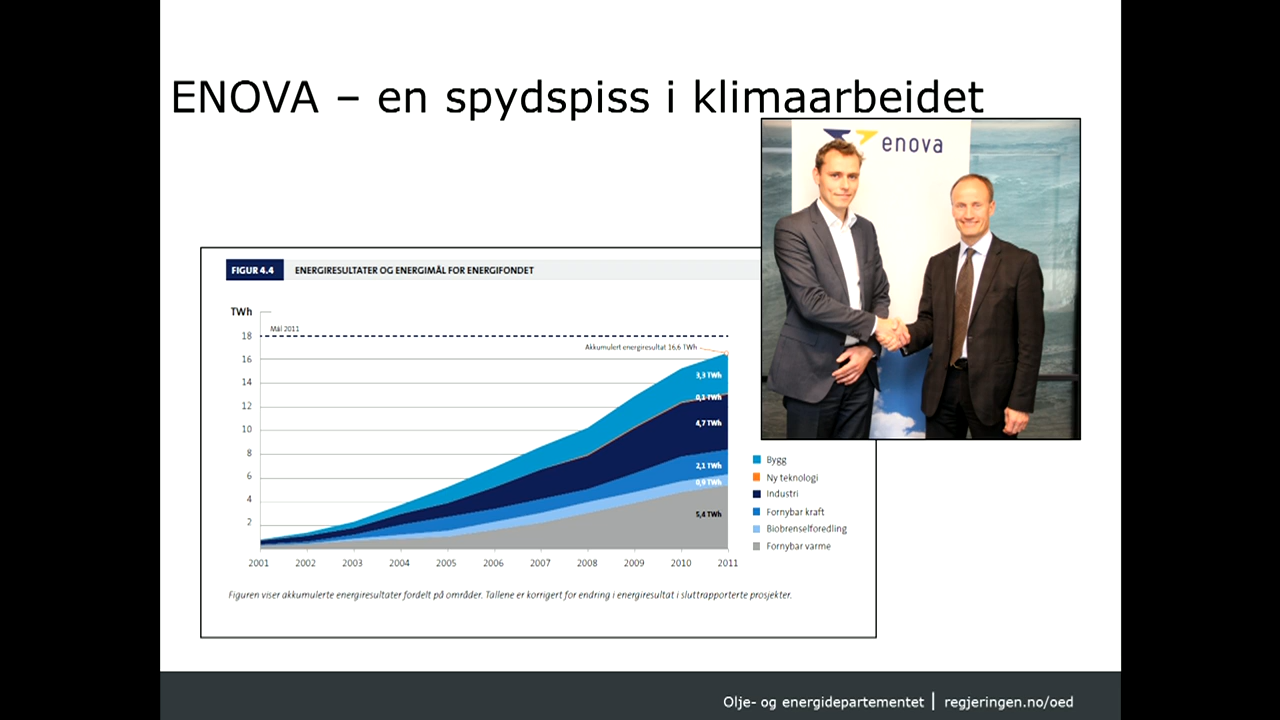 ENOVA – en spydspiss i klimaarbeidet
enova
FIGUR 4.4 ENERGIRESULTATER OG ENERGIMÅL FOR ENERGIFONDET
TWh
Mål 2011
18
Akkumulert energiresultat 16,6 TWh
16
3,3 TWh
14
0,1 TWh
12
4,7 TWh
10
8
2,1 TWh
6
0,9 TWh
4
5,4 TWh
2
2001 2002 2003 2004 2005 2006 2007 2008 2009 2010 2011
Bygg
Ny teknologi
Industri
Fornybar kraft
Biobrenselforedling
Fornybar varme
Figuren viser akkumulerte energiresultater fordelt på områder. Tallene er korrigert for endring i energiresultat i sluttrapporterte prosjekter.
Olje- og energidepartementet | regjeringen.no/oed